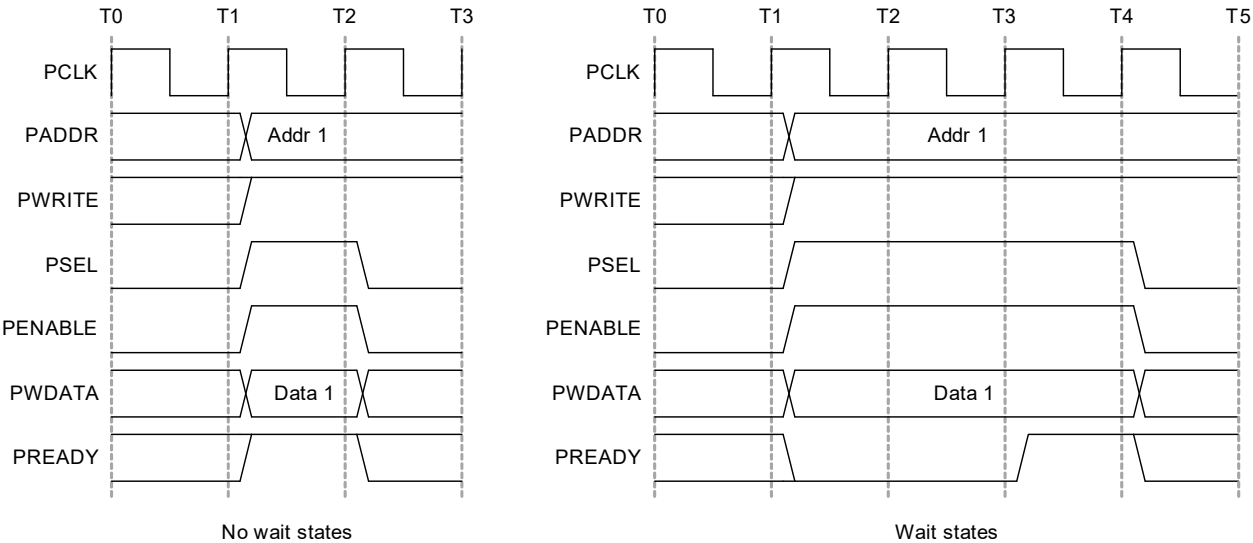 T0 T1 T2 T3 T0 T1 T2 T3 T4 T5
PCLK PCLK
PADDR Addr 1 PADDR Addr 1
PWRITE PWRITE
PSEL PSEL
PENABLE PENABLE
PWDATA Data 1 PWDATA Data 1
PREADY PREADY
No wait states Wait states